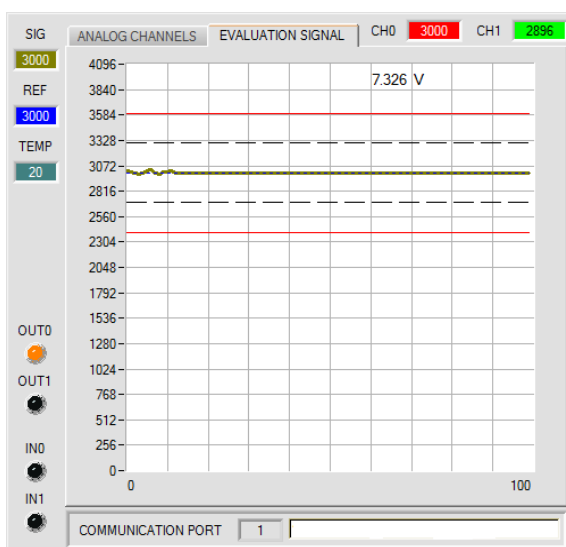 SIG
3000
REF
3000
TEMP
20
OUT0
OUT1
IN0
IN1
ANALOG CHANNELS EVALUATION SIGNAL CH0 3000 CH1 2896
7.326 V
4096
3840
3584
3328
3072
2816
2560
2304
2048
1792
1536
1280
1024
768
512
256
0
0 100
COMMUNICATION PORT 1